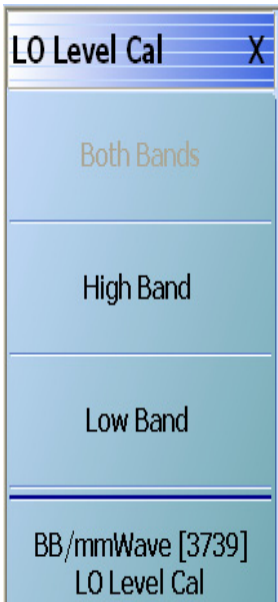 LO Level Cal X
Both Bands
High Band
Low Band
BB/mmWave [3739]
LO Level Cal